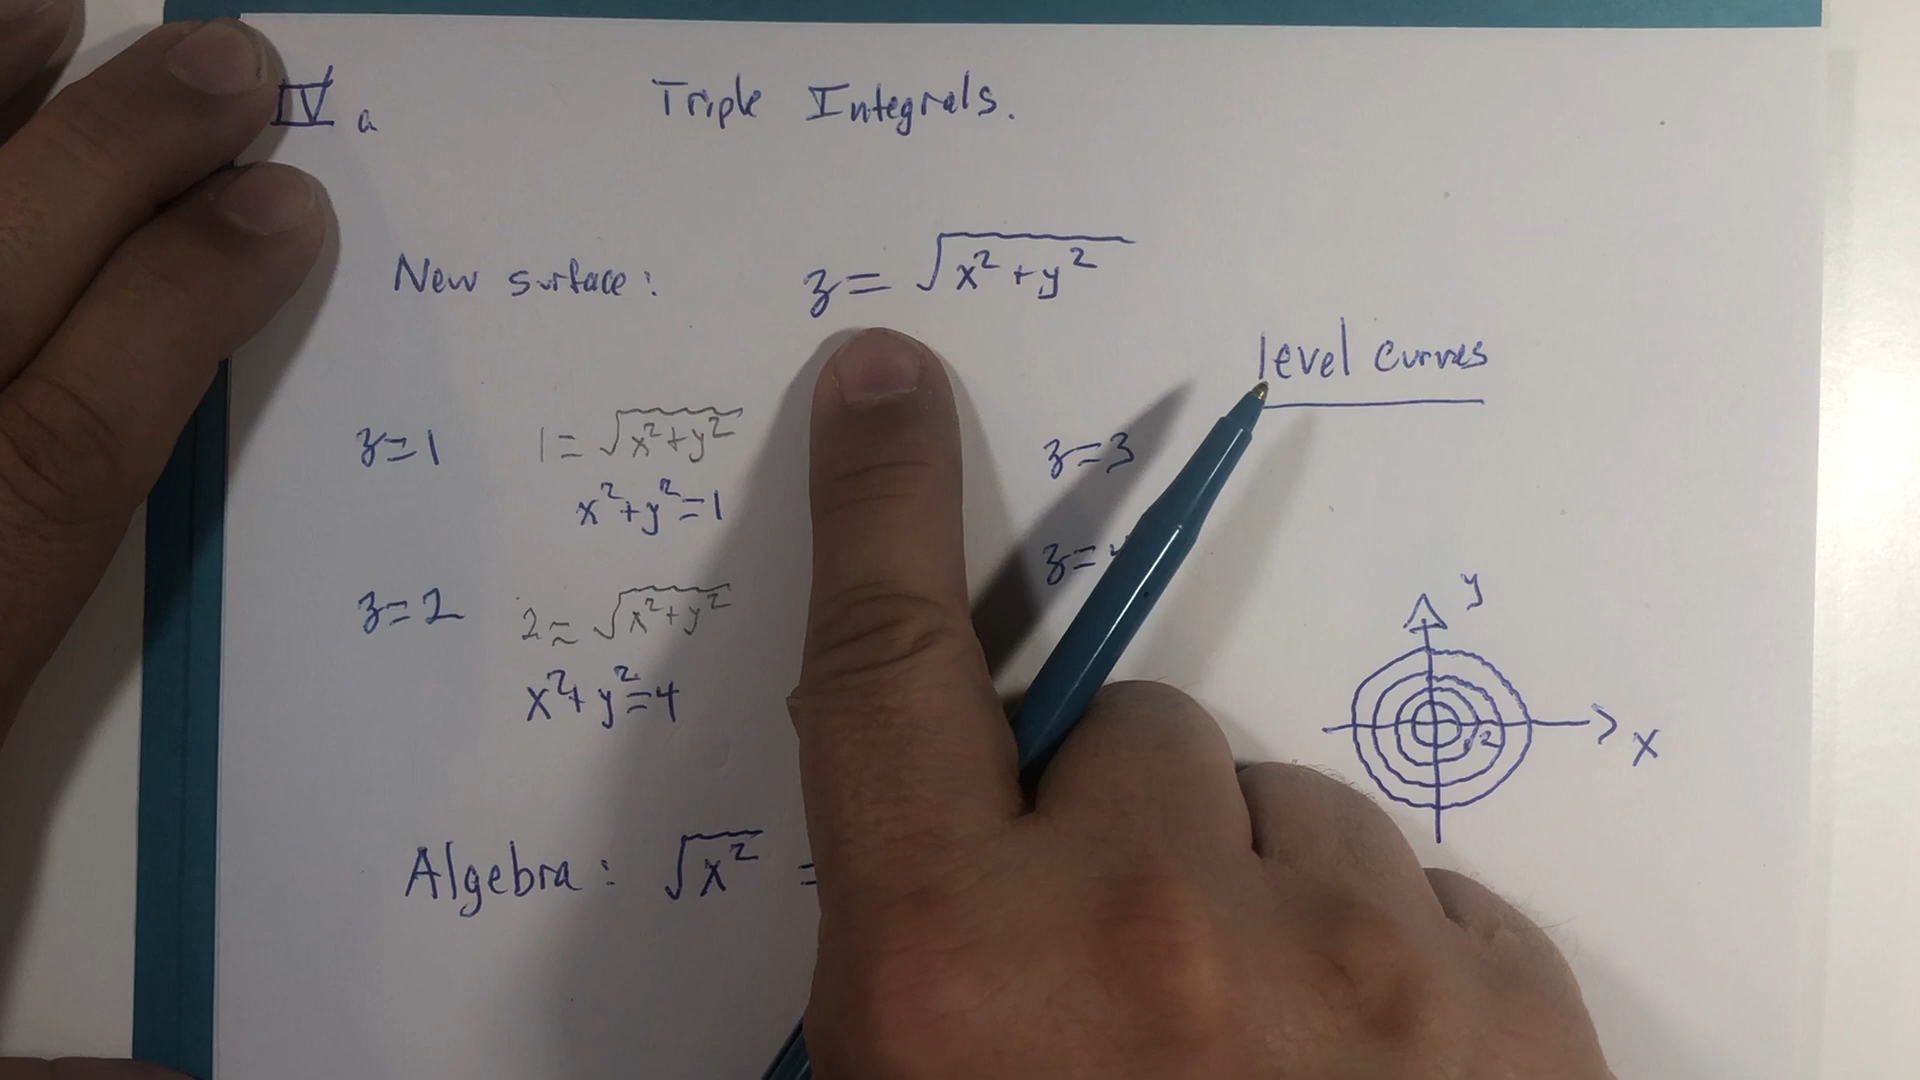 IV a Triple Integrals.
New surface: z = √(x² + y²)
level curves
z=1 1 = √(x²+y²)
x²+y²=1
z=2 2 = √(x²+y²)
x²+y²=4
z=3
z=
y
2
x
Algebra: √(x²) =